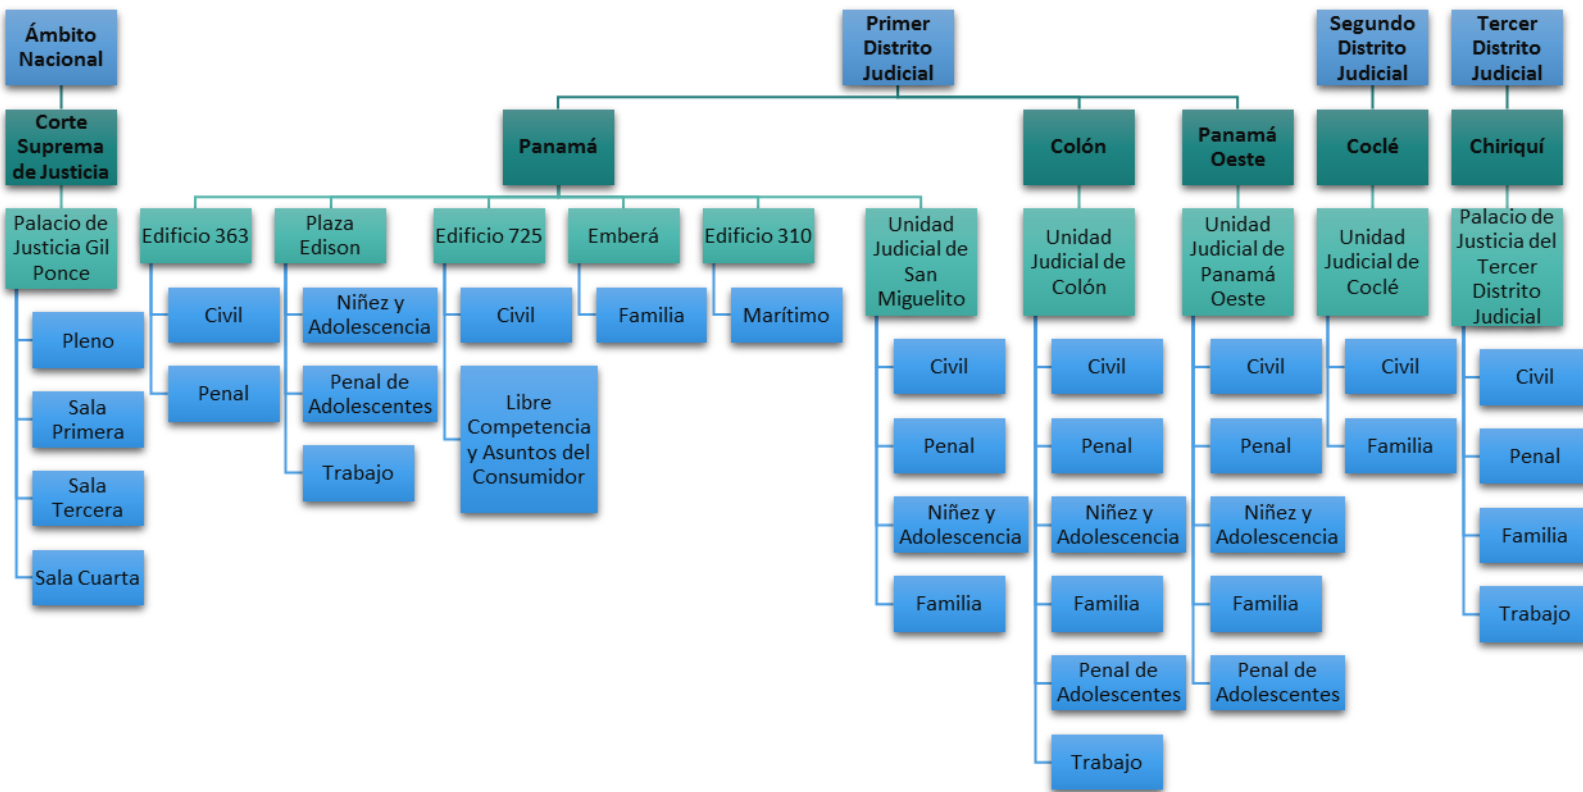 Ámbito
Nacional
Corte
Suprema
de Justicia
Palacio de
Justicia Gil
Ponce
Pleno
Sala
Primera
Sala
Tercera
Sala Cuarta
Primer
Distrito
Judicial
Panamá
Edificio 363
Civil
Penal
Plaza
Edison
Niñez y
Adolescencia
Penal de
Adolescentes
Trabajo
Edificio 725
Civil
Libre
Competencia
y Asuntos del
Consumidor
Emberá
Familia
Edificio 310
Marítimo
Unidad
Judicial de
San
Miguelito
Civil
Penal
Niñez y
Adolescencia
Familia
Colón
Unidad
Judicial de
Colón
Civil
Penal
Niñez y
Adolescencia
Familia
Penal de
Adolescentes
Trabajo
Panamá
Oeste
Unidad
Judicial de
Panamá
Oeste
Civil
Penal
Niñez y
Adolescencia
Familia
Penal de
Adolescentes
Segundo
Distrito
Judicial
Coclé
Unidad
Judicial de
Coclé
Civil
Familia
Tercer
Distrito
Judicial
Chiriquí
Palacio de
Justicia del
Tercer
Distrito
Judicial
Civil
Penal
Familia
Trabajo